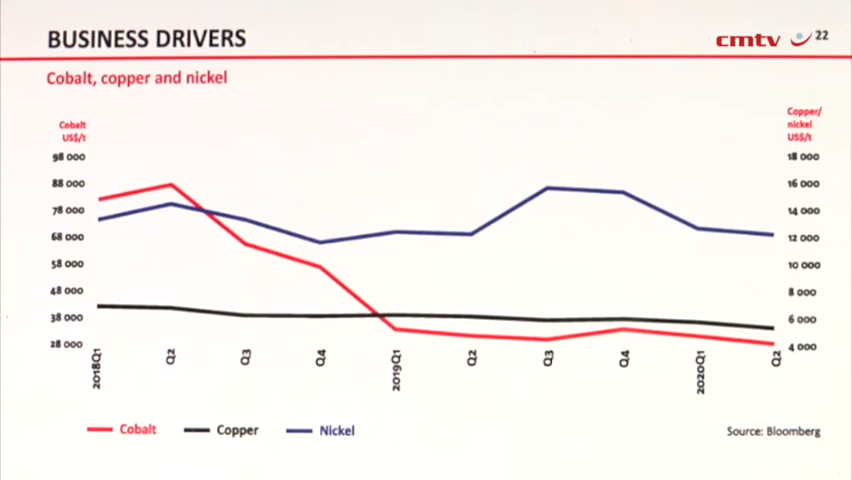 BUSINESS DRIVERS
cmtv
22
Cobalt, copper and nickel
Cobalt
US$/t
98 000
88 000
78 000
68 000
58 000
48 000
38 000
28 000
Copper/
nickel
US$/t
18 000
16 000
14 000
12 000
10 000
8 000
6 000
4 000
2018Q1
Q2
Q3
Q4
2019Q1
Q2
Q3
Q4
2020Q1
Q2
Cobalt
Copper
Nickel
Source: Bloomberg